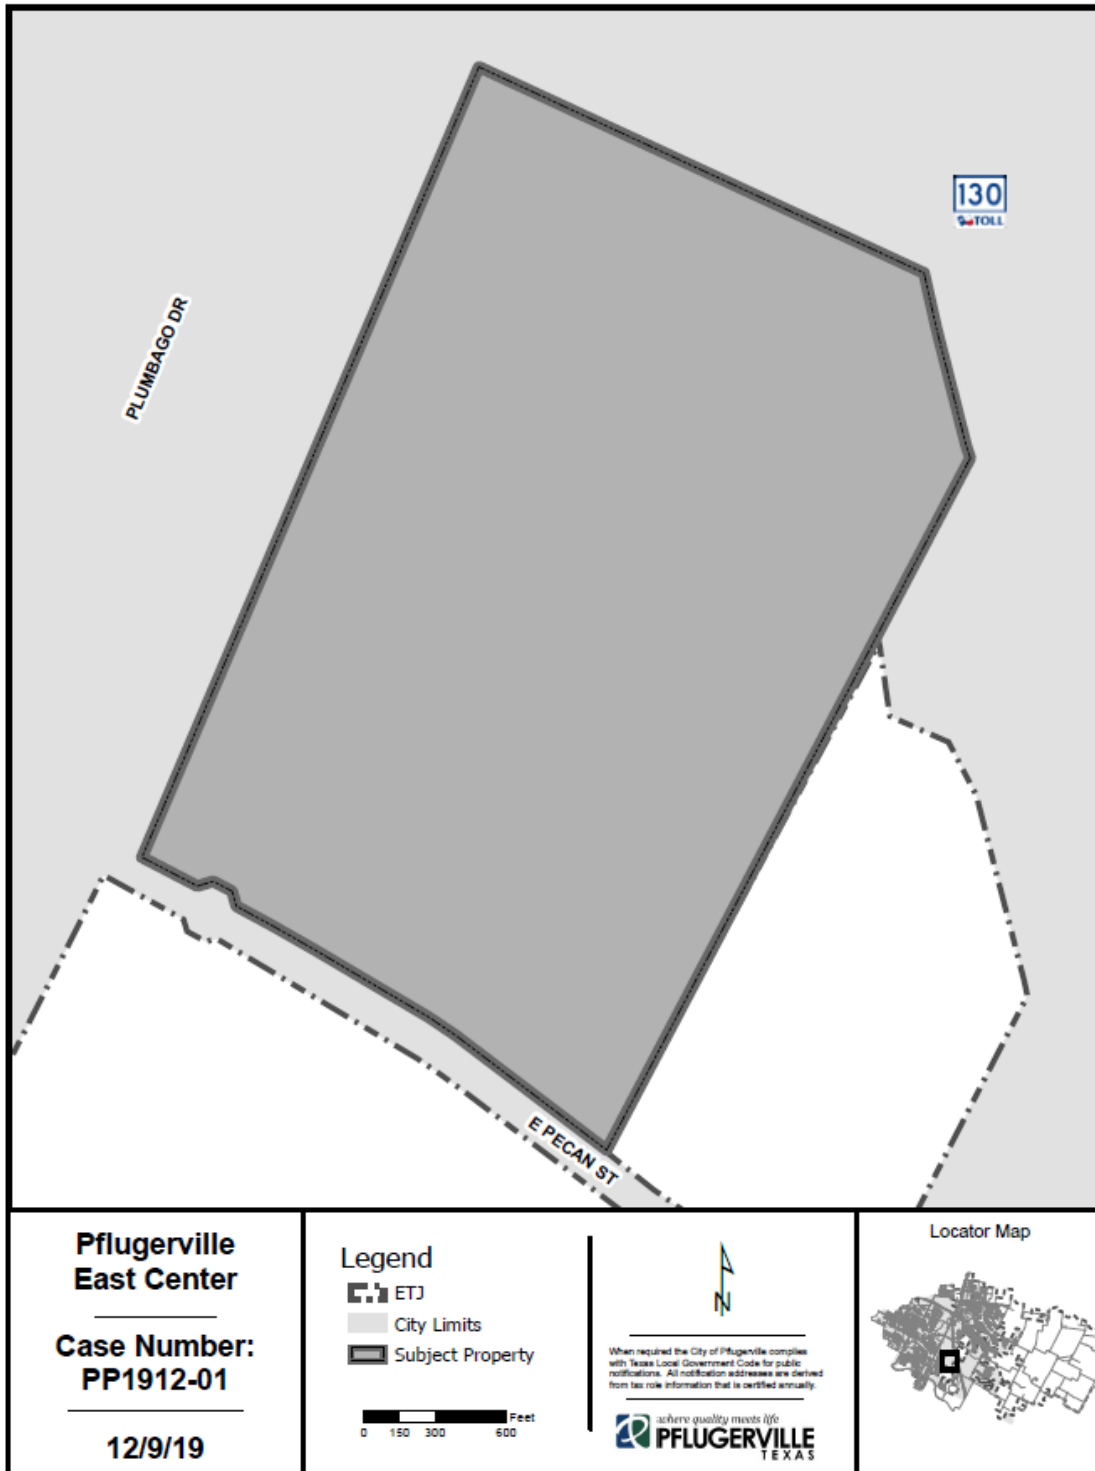 130
TOLL
PLUMBAGO DR
E PECAN ST
Pflugerville
East Center
Case Number:
PP1912-01
12/9/19
Legend
ETJ
City Limits
Subject Property
Feet
0 150 300 600
N
When required the City of Pflugerville complies
with Texas Local Government Code for public
notifications. All notification addresses are derived
from tax role information that is certified annually.
where quality meets life
PFLUGERVILLE
TEXAS
Locator Map